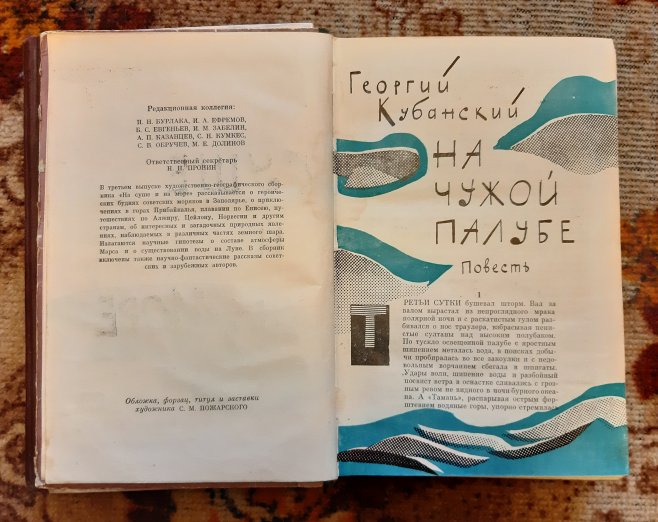 Редакционная коллегия:
П. Н. БУРЛАКА, И. А. ЕФРЕМОВ,
Б. С. ЕВГЕНЬЕВ, И. М. ЗАБЕЛИН,
А. П. КАЗАНЦЕВ, С. Н. КУМКЕС,
С. В. ОБРУЧЕВ, М. Е. ДОЛИНОВ
Ответственный секретарь
Н. Н. ПРОНИН
В третьем выпуске художественно-географического сбор-
ника «На суше и на море» рассказывается о героиче-
ских буднях советских моряков в Заполярье, о приклю-
чениях в горах Прибайкалья, плавании по Енисею, пу-
тешествиях по Алжиру, Цейлону, Норвегии и другим
странам, об интересных и загадочных природных явле-
ниях, наблюдаемых в различных частях земного шара.
Излагаются научные гипотезы о составе атмосферы
Марса и о существовании воды на Луне. В сборник
включены также научно-фантастические рассказы совет-
ских и зарубежных авторов.
Обложка, форзац, титул и заставки
художника С. М. ПОЖАРСКОГО
Георгий
Кубанский
НА
ЧУЖОЙ
ПАЛУБЕ
Повесть
1
ТРЕТЬИ СУТКИ бушевал шторм. Вал за
валом вырастал из непроглядного мрака
полярной ночи и с раскатистым гулом раз-
бивался о нос траулера, взбрасывая пени-
стые султаны над высоким полубаком.
По тускло освещенной палубе с яростным
шипением металась вода, в поисках добы-
чи пробиралась во все закоулки и с недо-
вольным ворчанием сбегала в шпигаты.
Удары волн, шипение воды и разбойный
посвист ветра в оснастке сливались с гроз-
ным ревом не видного в ночи бурного океа-
на. А «Тамань», распарывая острым фор-
штевнем водяные горы, упорно стремилась